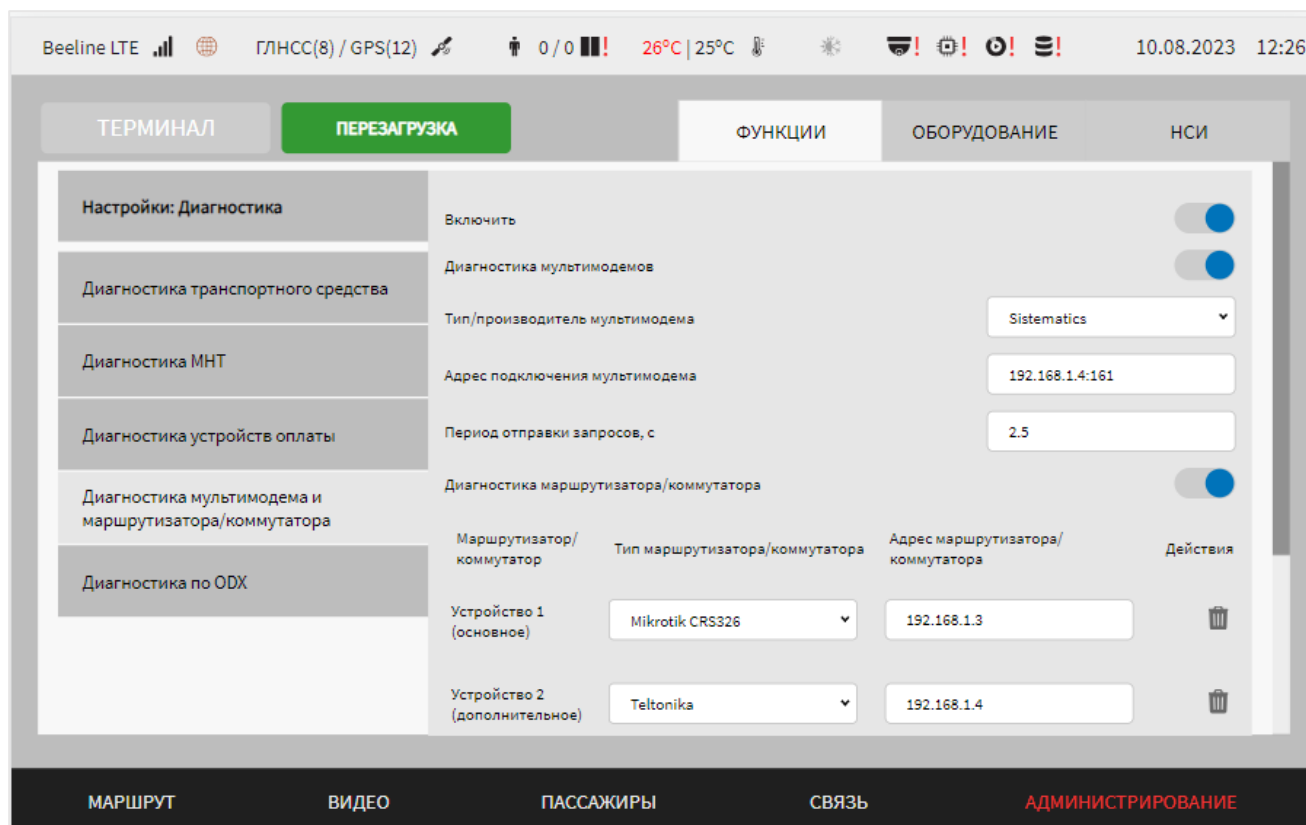 Beeline LTE ГЛНСС(8) / GPS(12) 0 / 0 ! 26°C | 25°C ! ! ! ! 10.08.2023 12:26
ТЕРМИНАЛ ПЕРЕЗАГРУЗКА ФУНКЦИИ ОБОРУДОВАНИЕ НСИ
Настройки: Диагностика
Диагностика транспортного средства
Диагностика МНТ
Диагностика устройств оплаты
Диагностика мультимодема и
маршрутизатора/коммутатора
Диагностика по ODX
Включить
Диагностика мультимодемов
Тип/производитель мультимодема Sistematics
Адрес подключения мультимодема 192.168.1.4:161
Период отправки запросов, с 2.5
Диагностика маршрутизатора/коммутатора
Маршрутизатор/
коммутатор
Тип маршрутизатора/коммутатора
Адрес маршрутизатора/
коммутатора
Действия
Устройство 1
(основное)
Mikrotik CRS326 192.168.1.3
Устройство 2
(дополнительное)
Teltonika 192.168.1.4
МАРШРУТ ВИДЕО ПАССАЖИРЫ СВЯЗЬ АДМИНИСТРИРОВАНИЕ